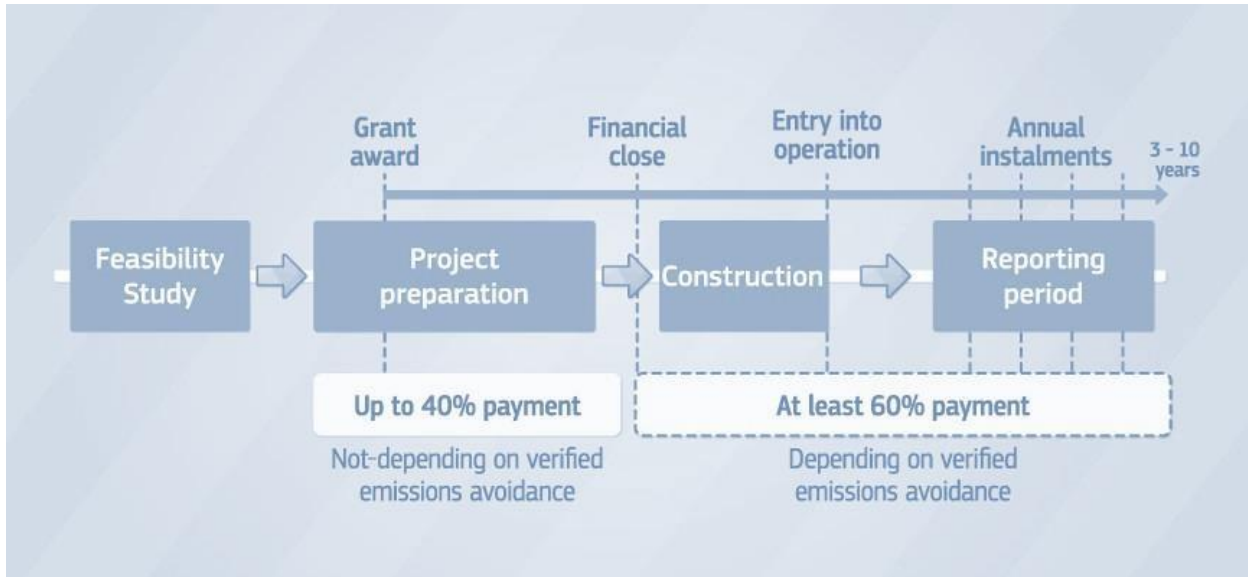 Grant
award
Financial
close
Entry into
operation
Annual
instalments
3 - 10
years
Feasibility
Study
Project
preparation
Construction
Reporting
period
Up to 40% payment
At least 60% payment
Not-depending on verified
emissions avoidance
Depending on verified
emissions avoidance